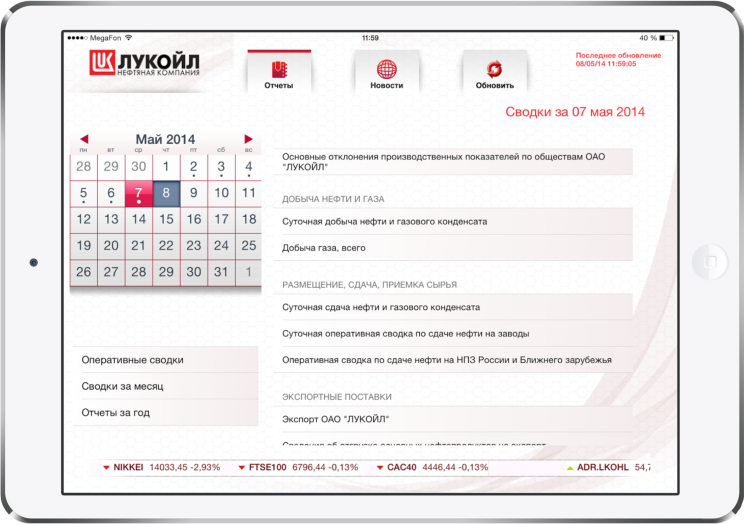 MegaFon
11:59
40 %
ЛУКОЙЛ
НЕФТЯНАЯ КОМПАНИЯ
Отчеты
Новости
Обновить
Последнее обновление
08/05/14 11:59:05
Сводки за 07 мая 2014
Май 2014
пн вт ср чт пт сб вс
28 29 30 1 2 3 4
5 6 7 8 9 10 11
12 13 14 15 16 17 18
19 20 21 22 23 24 25
26 27 28 29 30 31 1
Оперативные сводки
Сводки за месяц
Отчеты за год
Основные отклонения производственных показателей по обществам ОАО
"ЛУКОЙЛ"
ДОБЫЧА НЕФТИ И ГАЗА
Суточная добыча нефти и газового конденсата
Добыча газа, всего
РАЗМЕЩЕНИЕ, СДАЧА, ПРИЕМКА СЫРЬЯ
Суточная сдача нефти и газового конденсата
Суточная оперативная сводка по сдаче нефти на заводы
Оперативная сводка по сдаче нефти на НПЗ России и Ближнего зарубежья
ЭКСПОРТНЫЕ ПОСТАВКИ
Экспорт ОАО "ЛУКОЙЛ"
Сведения об отгрузке основных нефтепродуктов на экспорт
NIKKEI 14033,45 -2,93% FTSE100 6796,44 -0,13% CAC40 4446,44 -0,13% ADR.LKOHL 54,7